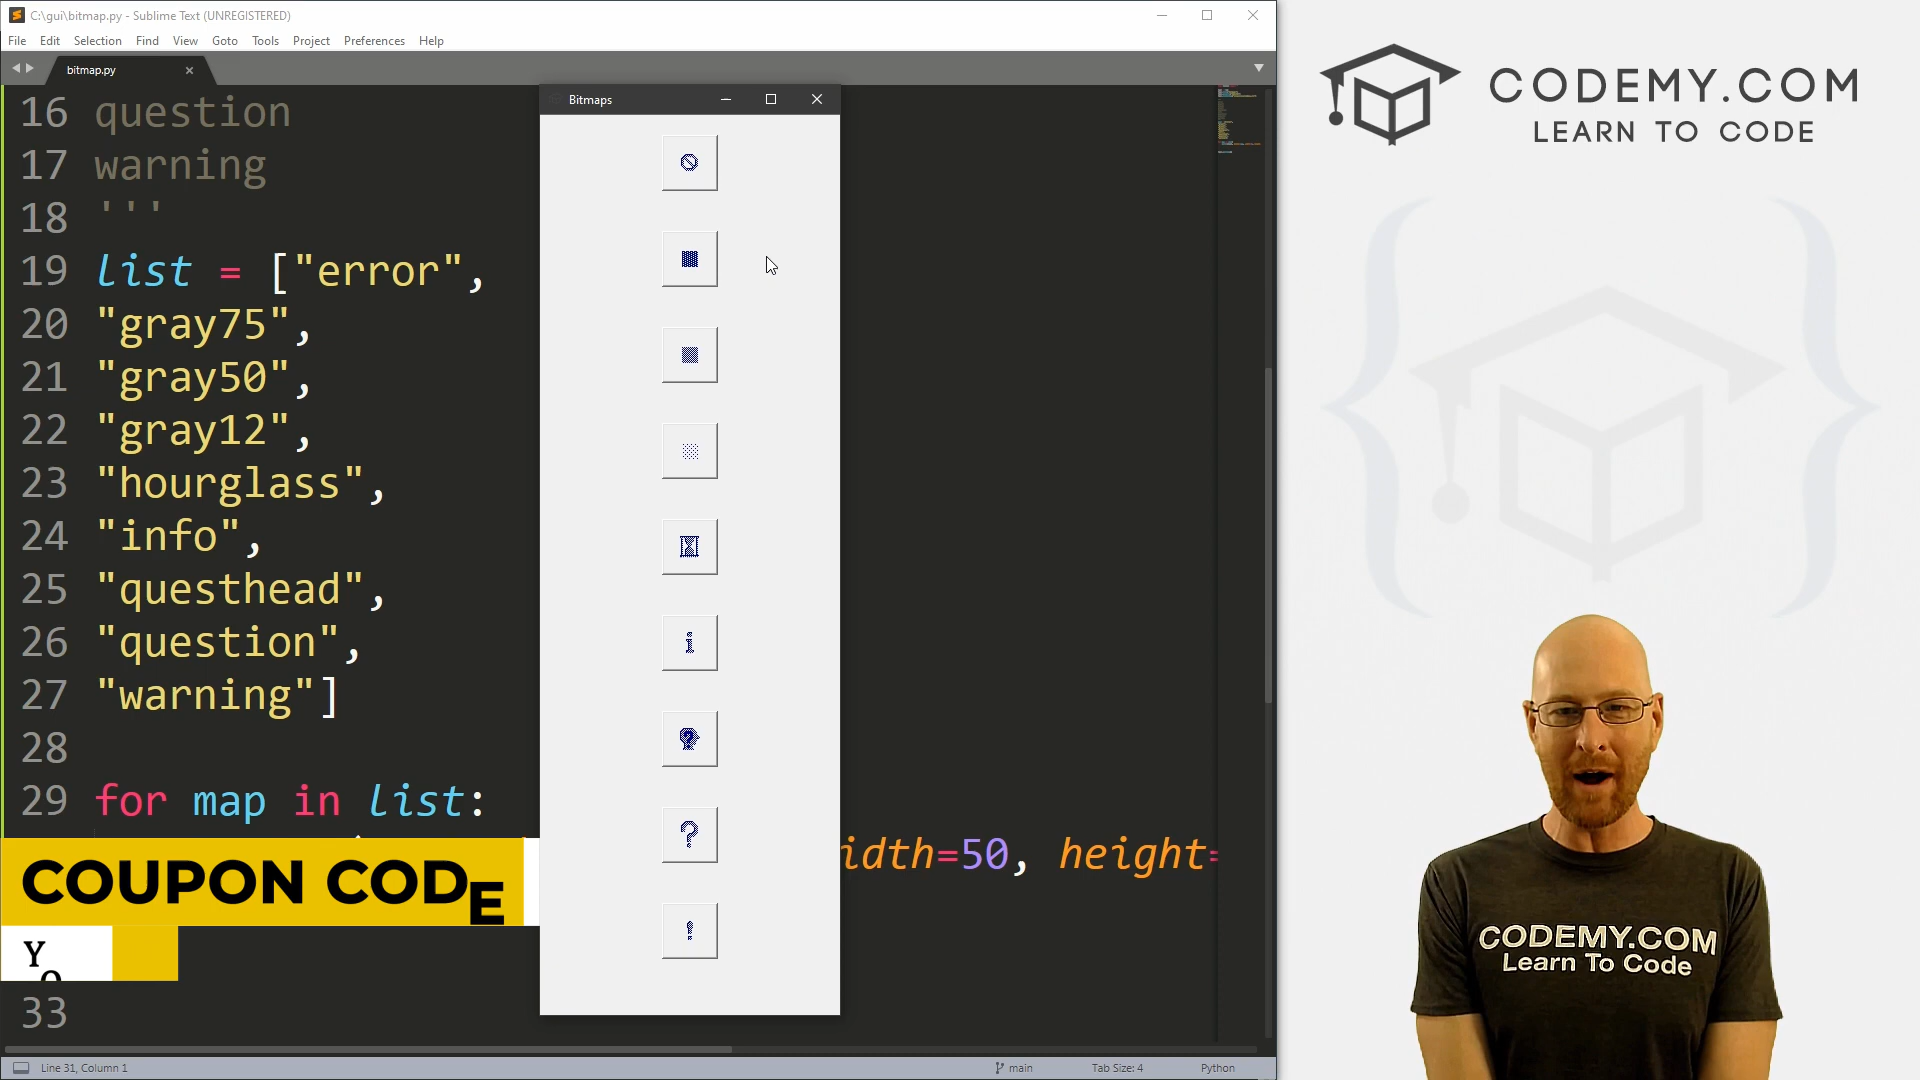 C:\gui\bitmap.py - Sublime Text (UNREGISTERED)
File Edit Selection Find View Goto Tools Project Preferences Help
bitmap.py
16 question
17 warning
18 '''
19 list = ["error",
20 "gray75",
21 "gray50",
22 "gray12",
23 "hourglass",
24 "info",
25 "questhead",
26 "question",
27 "warning"]
28
29 for map in list:
idth=50, height=
33
COUPON CODE
Y
Bitmaps
Line 31, Column 1
main
Tab Size: 4
Python
CODEMY.COM
LEARN TO CODE
CODEMY.COM
Learn To Code